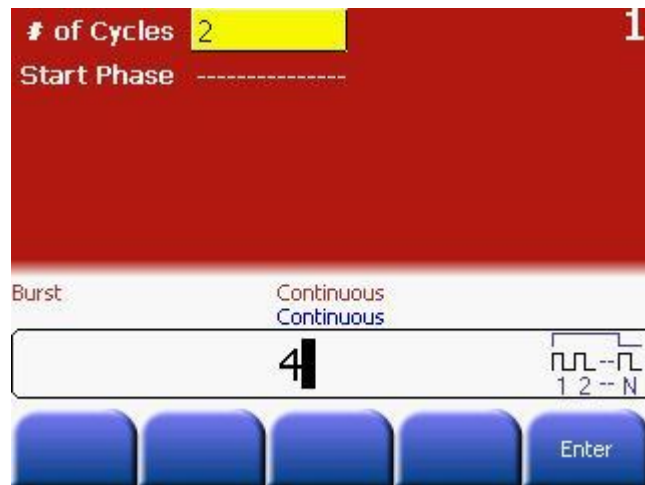 # of Cycles 2 1
Start Phase ---------------
Burst Continuous
Continuous
4
1 2 -- N
Enter